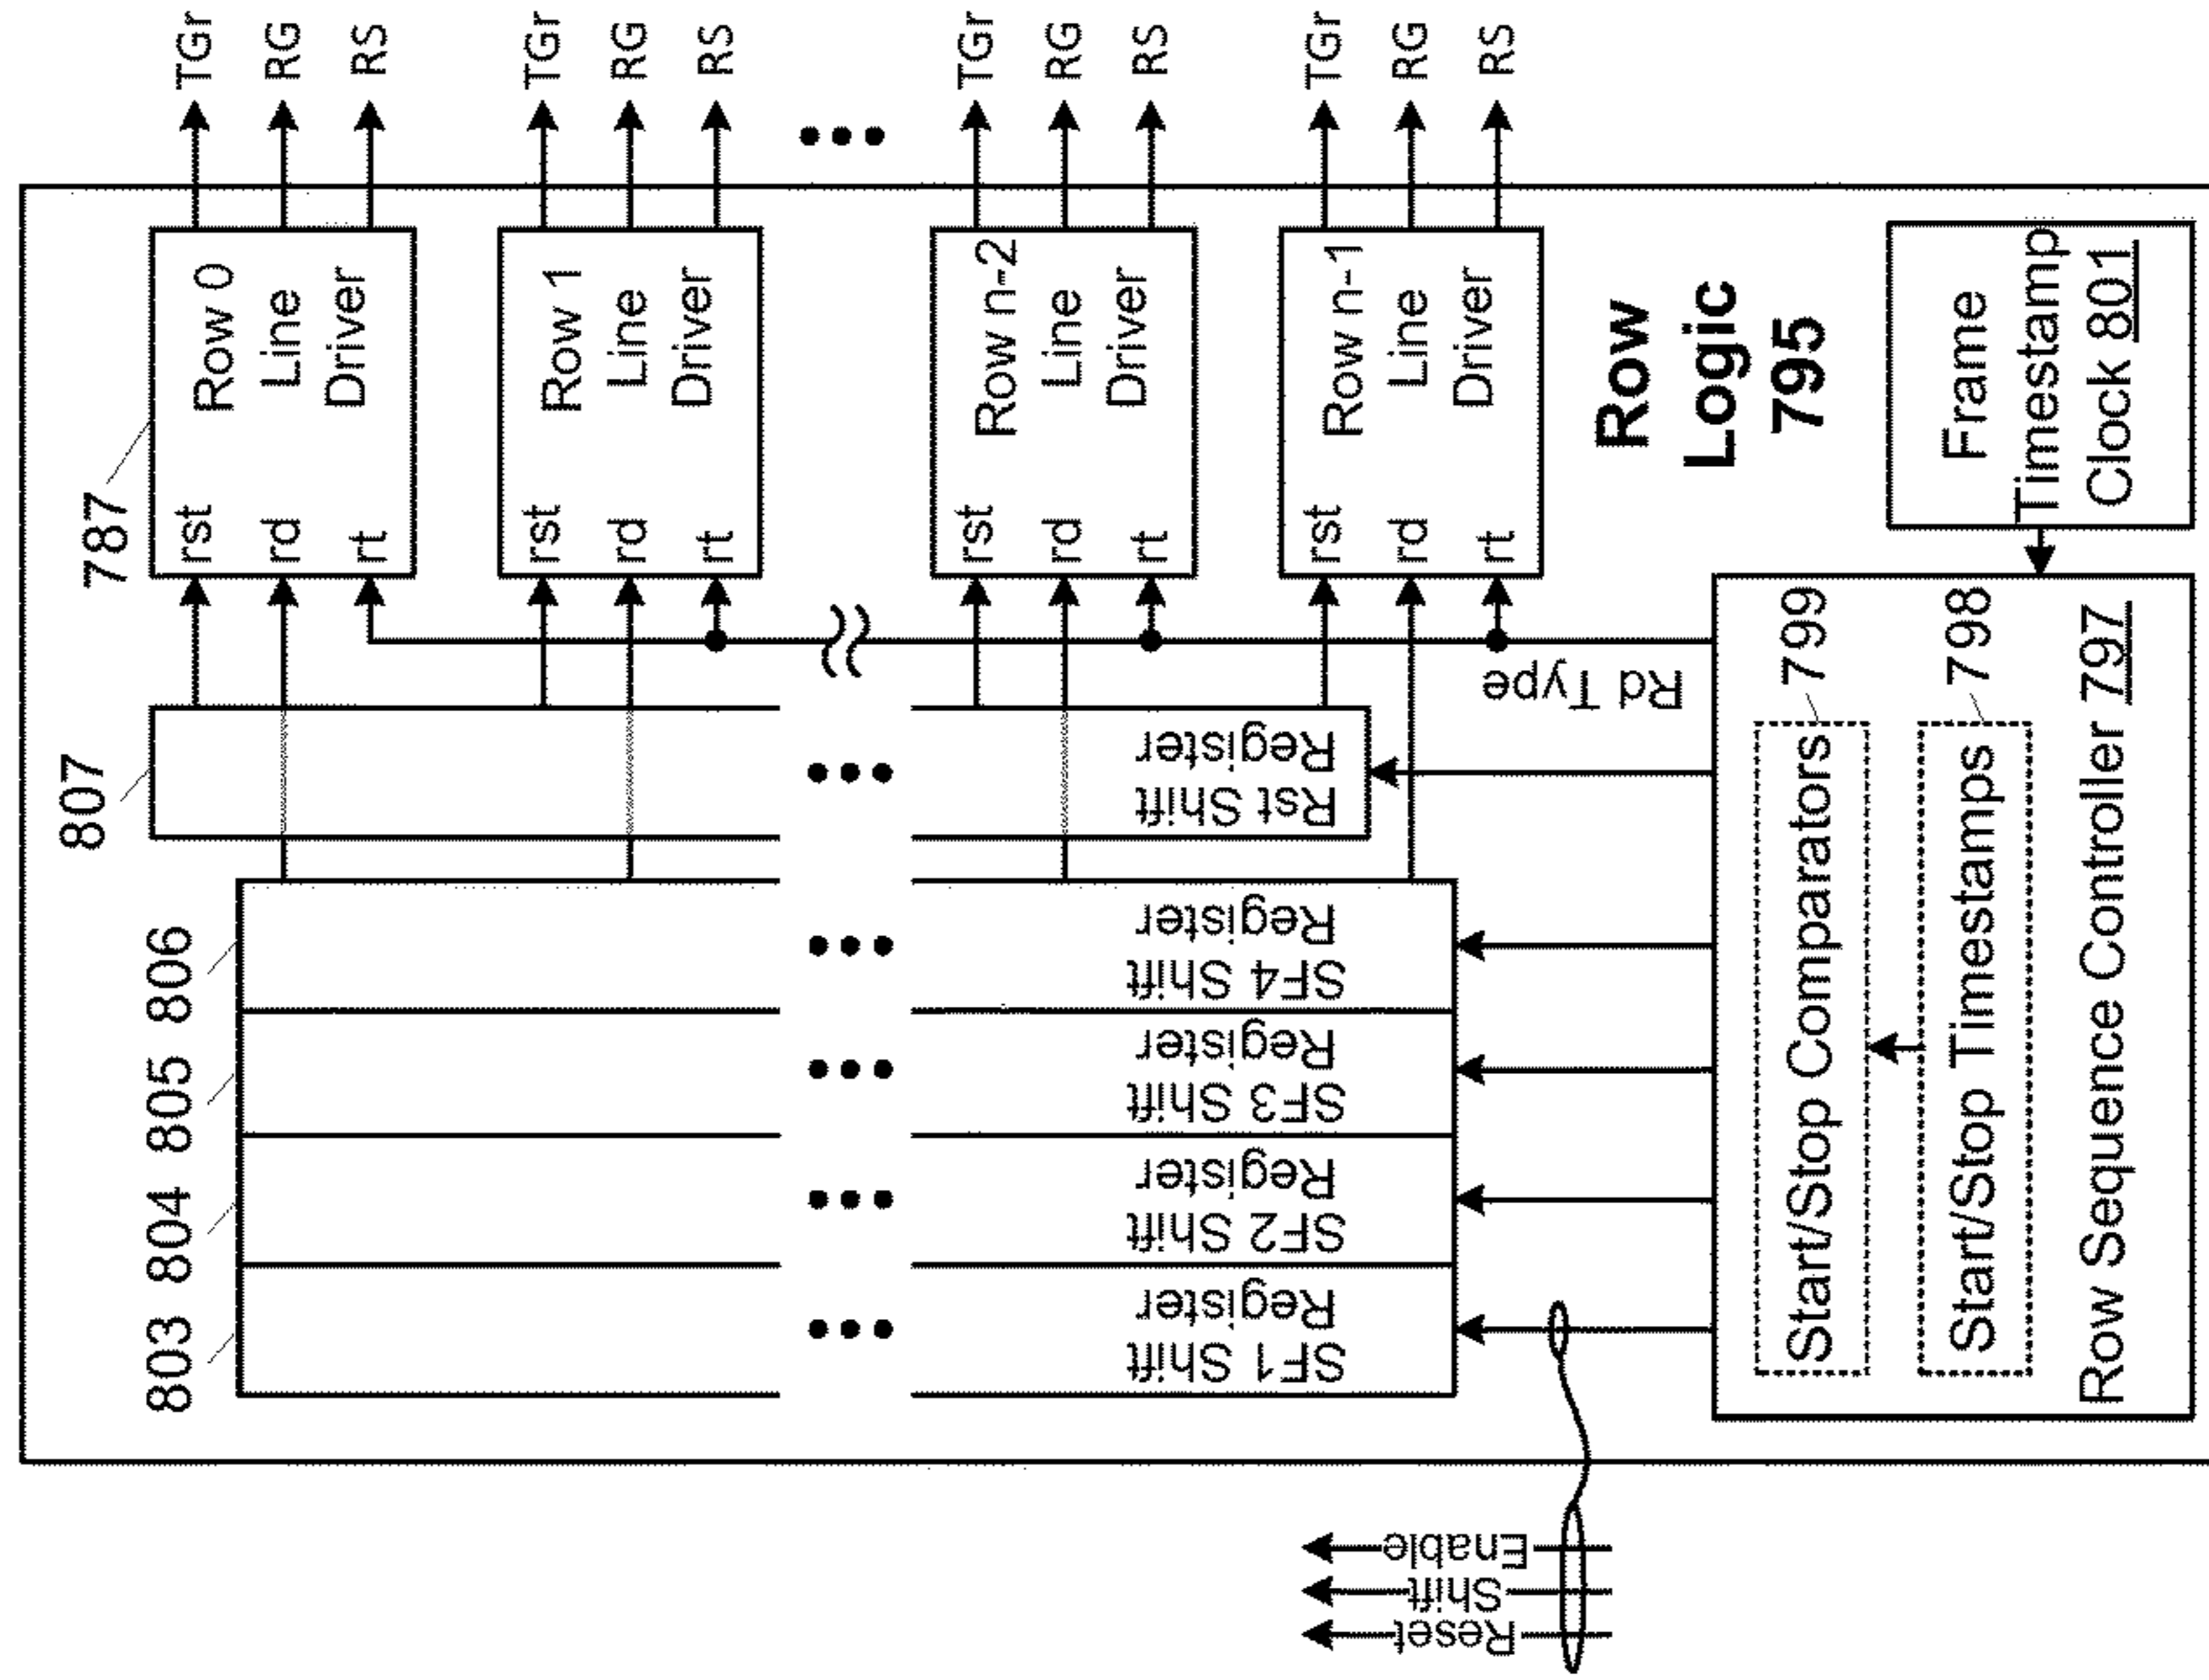 803
804
805
806
807
787
Row 0
Line
Driver
rst
rd
rt
TGr
RG
RS
Row 1
Line
Driver
rst
rd
rt
TGr
RG
RS
Row n-2
Line
Driver
rst
rd
rt
TGr
RG
RS
Row n-1
Line
Driver
rst
rd
rt
TGr
RG
RS
SF1 Shift
Register
SF2 Shift
Register
SF3 Shift
Register
SF4 Shift
Register
Rst Shift
Register
Rd Type
Row
Logic
795
Reset
Shift
Enable
Start/Stop Comparators
799
Start/Stop Timestamps
798
Row Sequence Controller 797
Frame
Timestamp
Clock 801